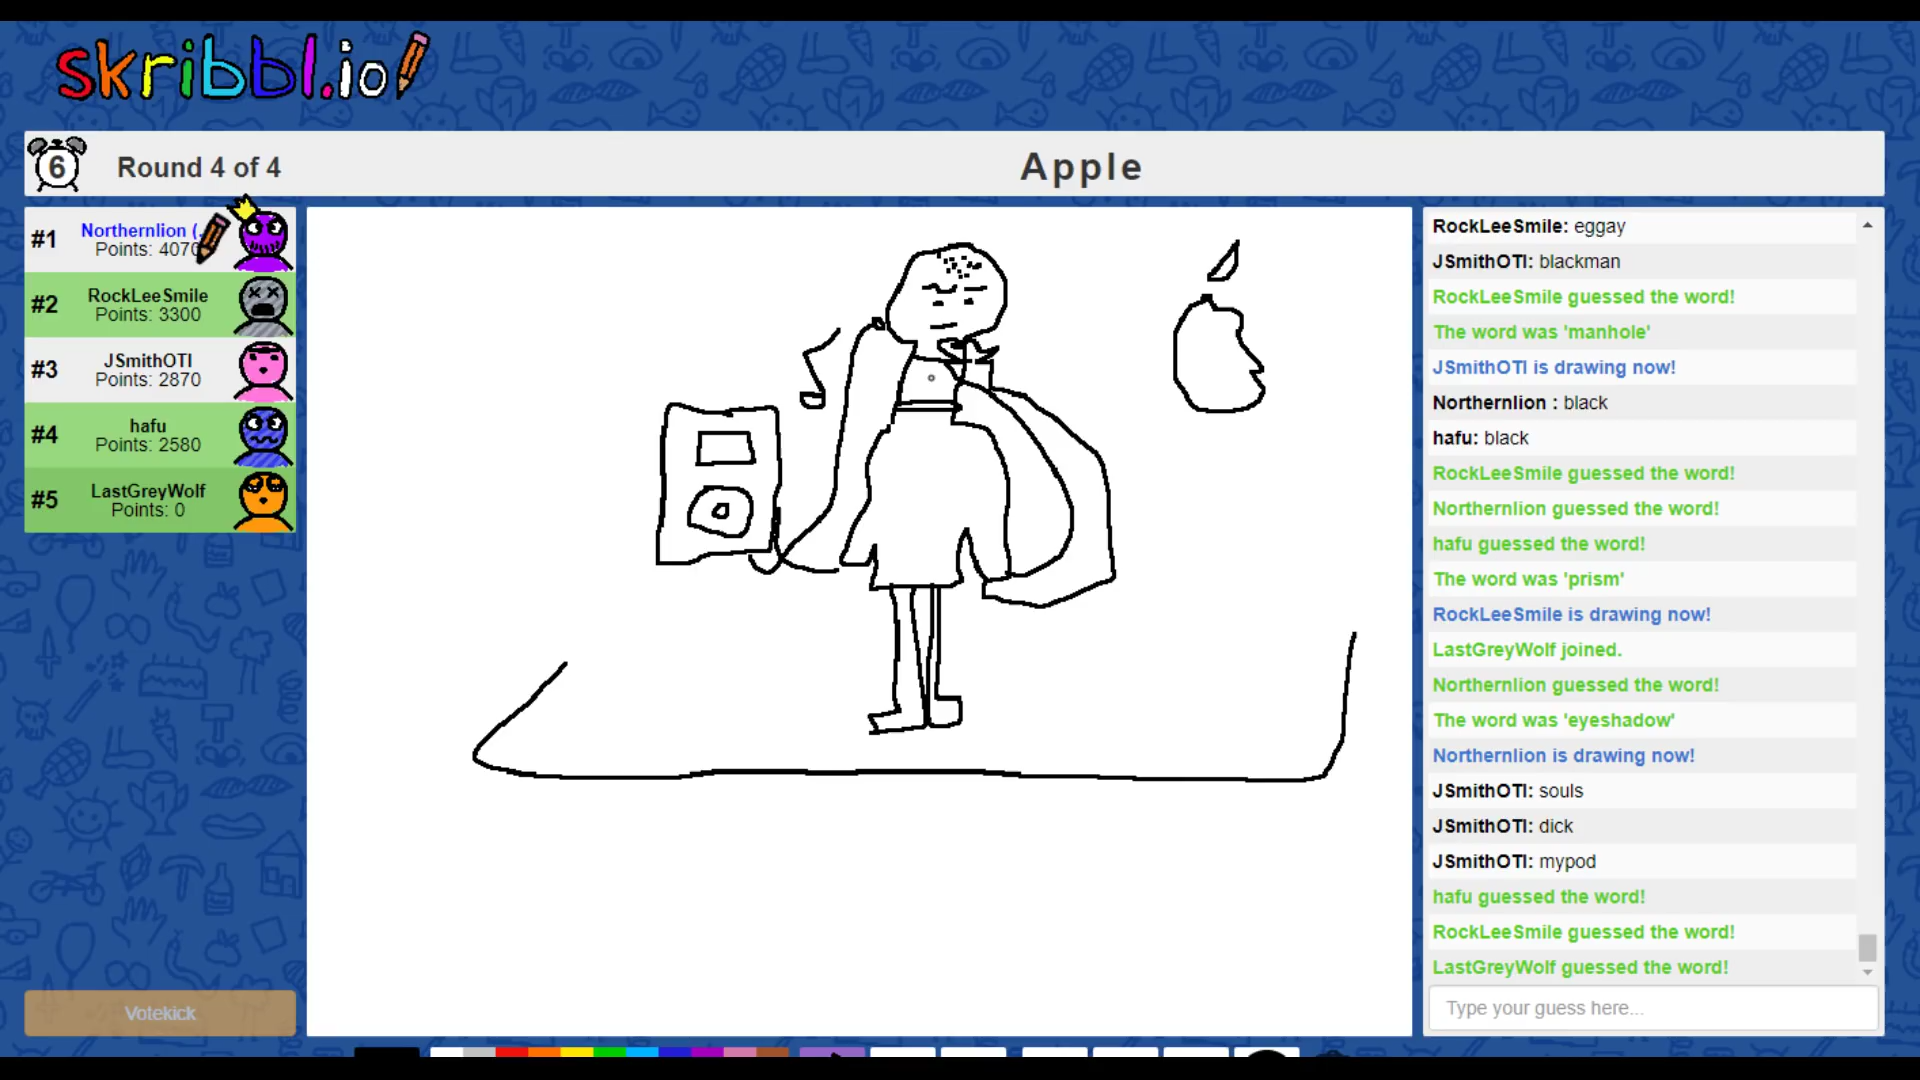 skribbl.io
6
Round 4 of 4
Apple
#1
Northernlion (.
Points: 4070
#2
RockLeeSmile
Points: 3300
#3
JSmithOTI
Points: 2870
#4
hafu
Points: 2580
#5
LastGreyWolf
Points: 0
Votekick
RockLeeSmile: eggay
JSmithOTI: blackman
RockLeeSmile guessed the word!
The word was 'manhole'
JSmithOTI is drawing now!
Northernlion : black
hafu: black
RockLeeSmile guessed the word!
Northernlion guessed the word!
hafu guessed the word!
The word was 'prism'
RockLeeSmile is drawing now!
LastGreyWolf joined.
Northernlion guessed the word!
The word was 'eyeshadow'
Northernlion is drawing now!
JSmithOTI: souls
JSmithOTI: dick
JSmithOTI: mypod
hafu guessed the word!
RockLeeSmile guessed the word!
LastGreyWolf guessed the word!
Type your guess here...